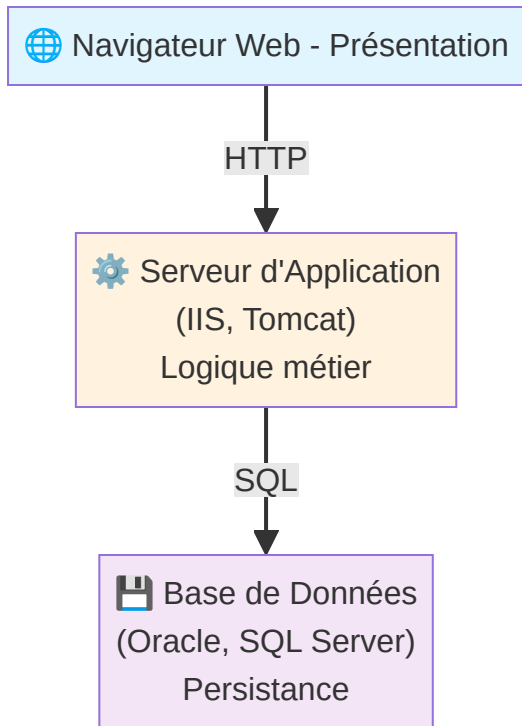 🌐 Navigateur Web - Présentation
HTTP
⚙️ Serveur d'Application
(IIS, Tomcat)
Logique métier
SQL
💾 Base de Données
(Oracle, SQL Server)
Persistance